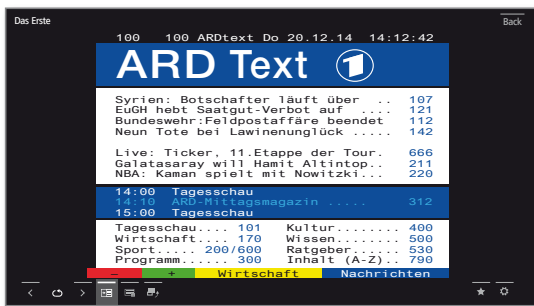 Das Erste
Back
100 100 ARDtext Do 20.12.14 14:12:42
ARD Text 1
Syrien: Botschafter läuft über .. 107
EuGH hebt Saatgut-Verbot auf .... 121
Bundeswehr:Feldpostaffäre beendet 112
Neun Tote bei Lawinenunglück ..... 142
Live: Ticker, 11.Etappe der Tour. 666
Galatasaray will Hamit Altintop.. 211
NBA: Kaman spielt mit Nowitzki... 220
14:00 Tagesschau
14:10 ARD-Mittagsmagazin ..... 312
15:00 Tagesschau
Tagesschau.... 101 Kultur........ 400
Wirtschaft.... 170 Wissen........ 500
Sport..... 200/600 Ratgeber...... 530
Programm...... 300 Inhalt (A-Z).. 790
– + Wirtschaft Nachrichten